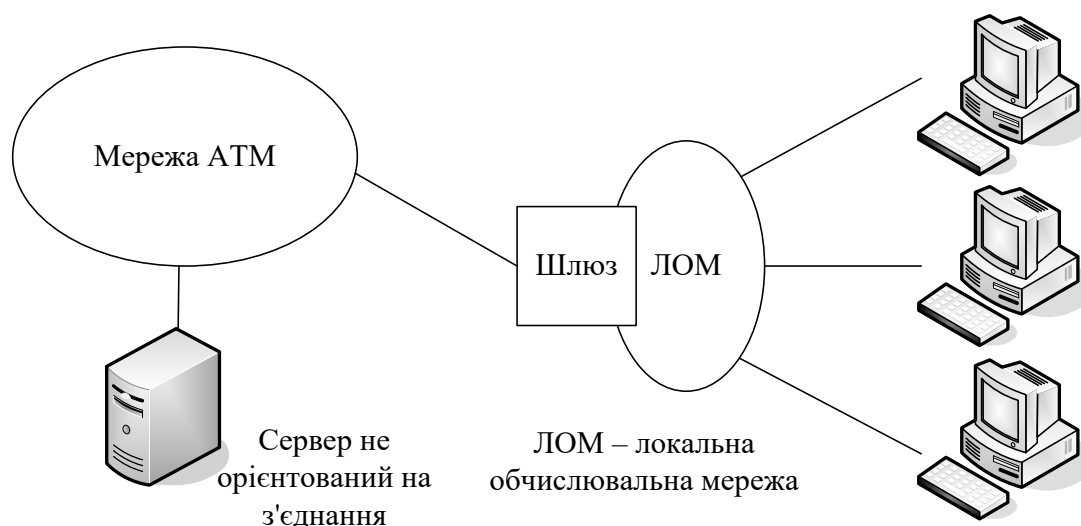 Мережа АТМ
Шлюз
ЛОМ
Сервер не
орієнтований на
з'єднання
ЛОМ – локальна
обчислювальна мережа